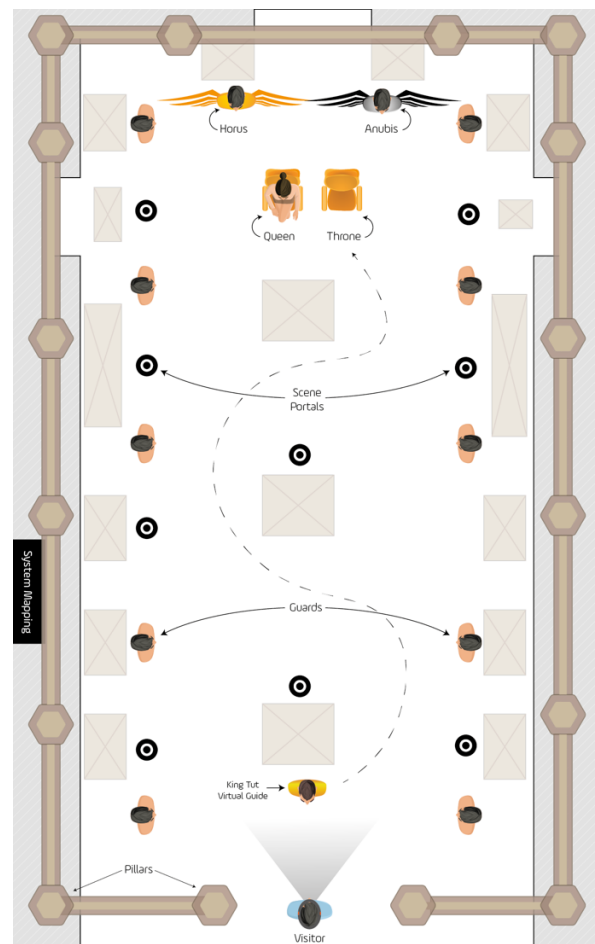 Horus
Anubis
Queen
Throne
Scene
Portals
System Mapping
Guards
King Tut
Virtual Guide
Pillars
Visitor